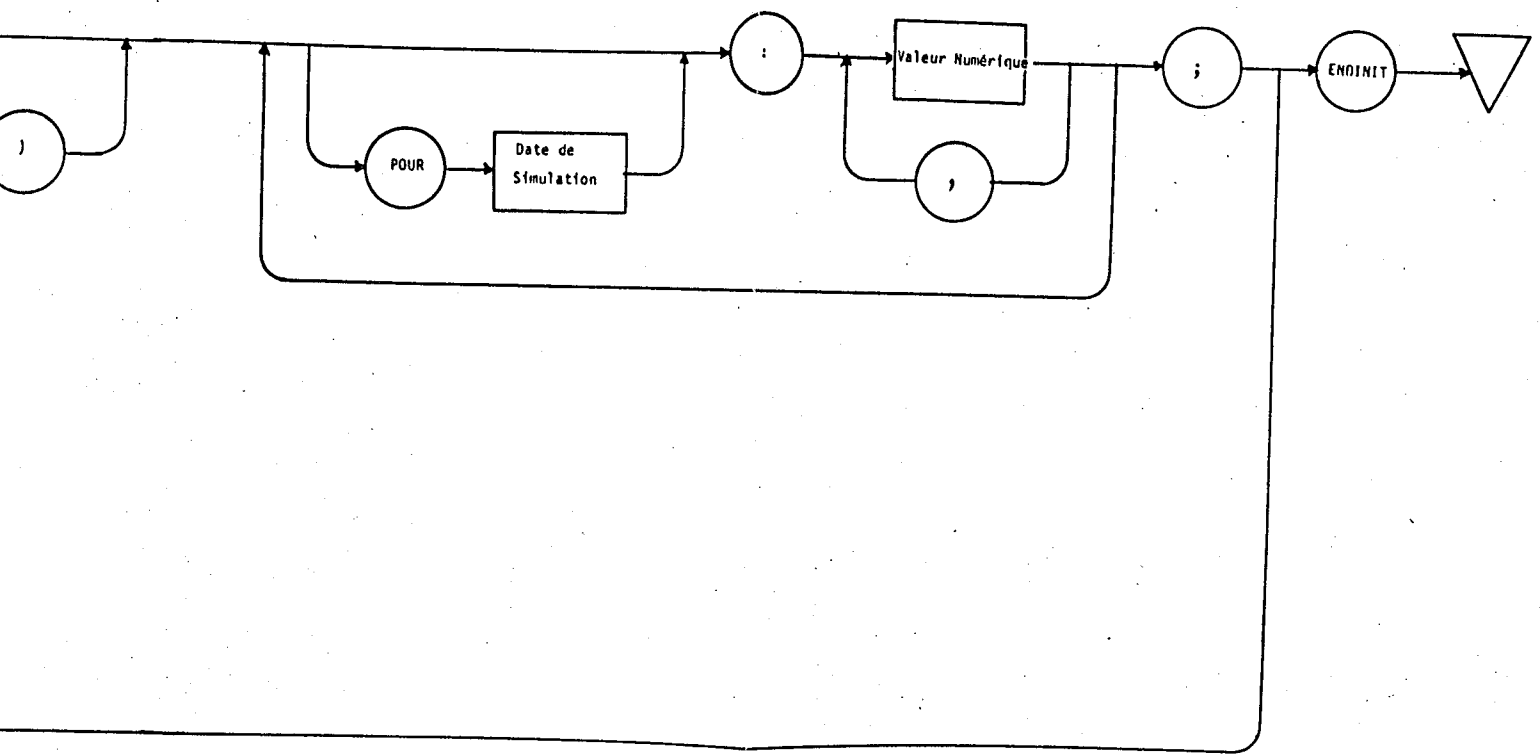 :
Valeur Numérique
;
ENDINIT
)
POUR
Date de
Simulation
,